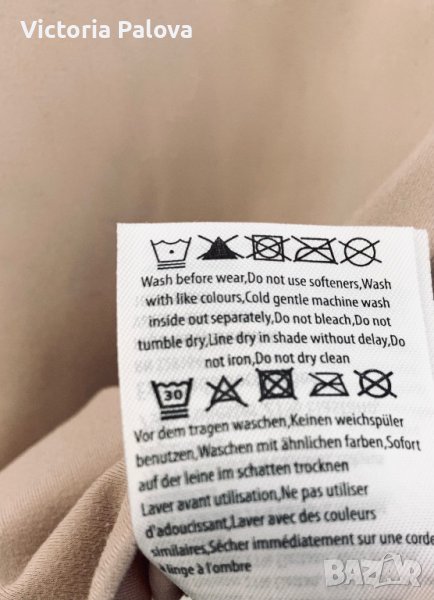 Victoria Palova
Wash before wear,Do not use softeners,Wash
with like colours,Cold gentle machine wash
inside out separately,Do not bleach,Do not
tumble dry,Line dry in shade without delay,Do
not iron,Do not dry clean
30
Vor dem tragen waschen,Keinen weichspüler
benutzen,Waschen mit ähnlichen farben,Sofort
auf der leine im schatten trocknen
Laver avant utilisation,Ne pas utiliser
d'adoucissant,Laver avec des couleurs
similaires,Sécher immédiatement sur une corde
à linge à l'ombre
BAZAR